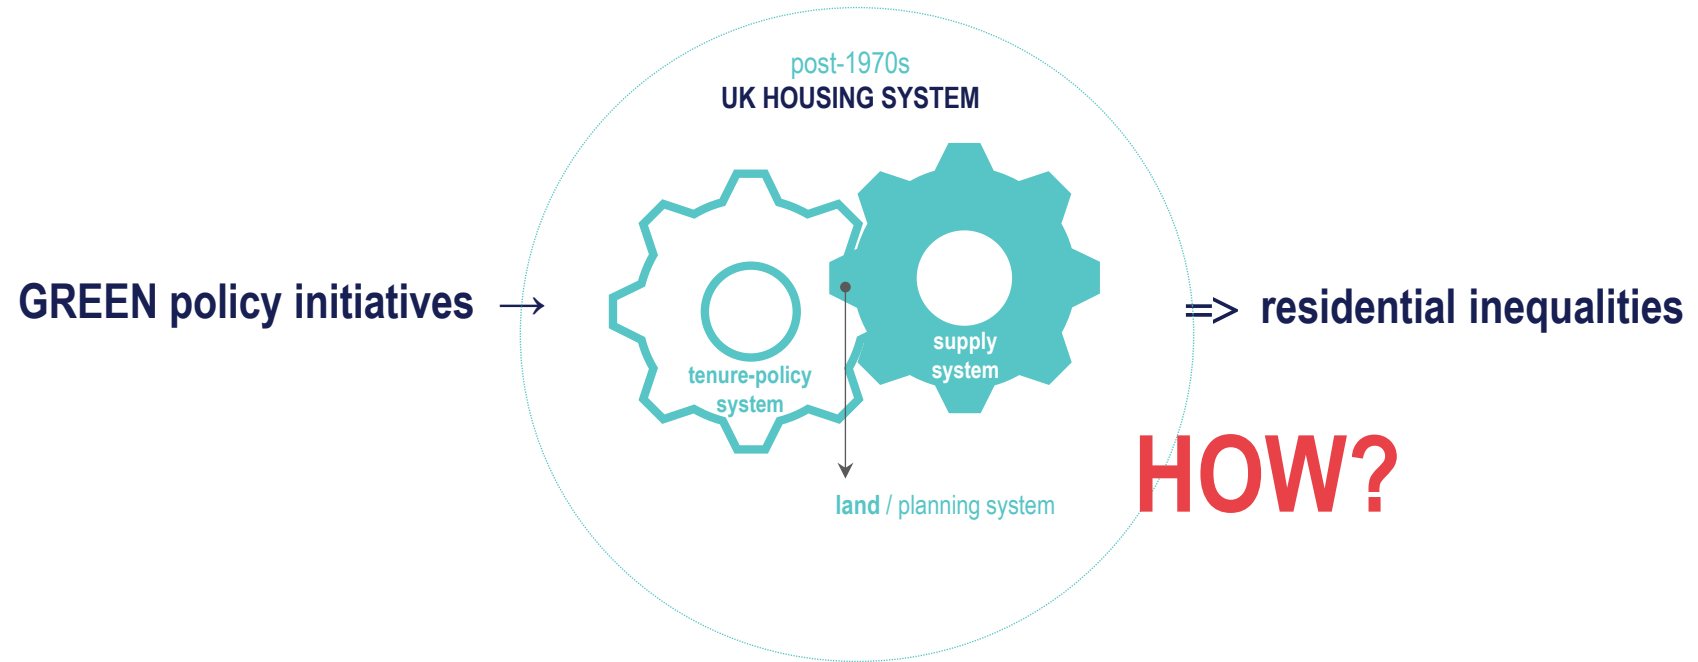 post-1970s
UK HOUSING SYSTEM
GREEN policy initiatives →
tenure-policy
system
supply
system
=> residential inequalities
land / planning system
HOW?